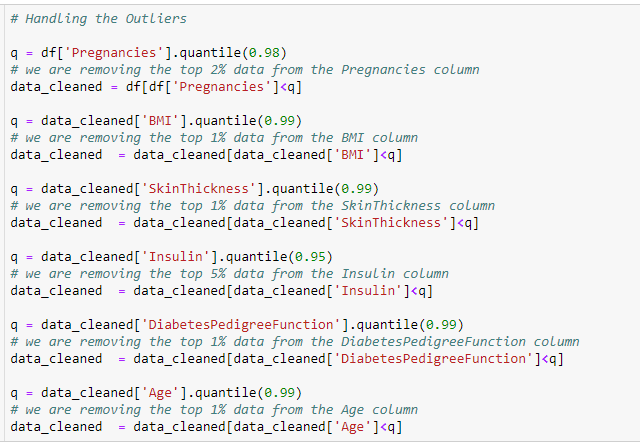 # Handling the Outliers
q = df['Pregnancies'].quantile(0.98)
# we are removing the top 2% data from the Pregnancies column
data_cleaned = df[df['Pregnancies']<q]
q = data_cleaned['BMI'].quantile(0.99)
# we are removing the top 1% data from the BMI column
data_cleaned  = data_cleaned[data_cleaned['BMI']<q]
q = data_cleaned['SkinThickness'].quantile(0.99)
# we are removing the top 1% data from the SkinThickness column
data_cleaned  = data_cleaned[data_cleaned['SkinThickness']<q]
q = data_cleaned['Insulin'].quantile(0.95)
# we are removing the top 5% data from the Insulin column
data_cleaned  = data_cleaned[data_cleaned['Insulin']<q]
q = data_cleaned['DiabetesPedigreeFunction'].quantile(0.99)
# we are removing the top 1% data from the DiabetesPedigreeFunction column
data_cleaned  = data_cleaned[data_cleaned['DiabetesPedigreeFunction']<q]
q = data_cleaned['Age'].quantile(0.99)
# we are removing the top 1% data from the Age column
data_cleaned  = data_cleaned[data_cleaned['Age']<q]